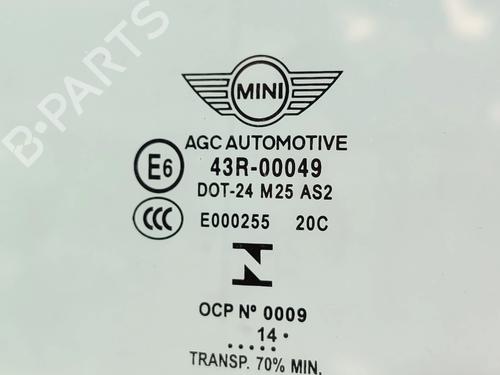 B-PARTS
MINI
AGC AUTOMOTIVE
E6 43R-00049
DOT-24 M25 AS2
CCC E000255 20C
N
OCP Nº 0009
14
TRANSP. 70% MIN.